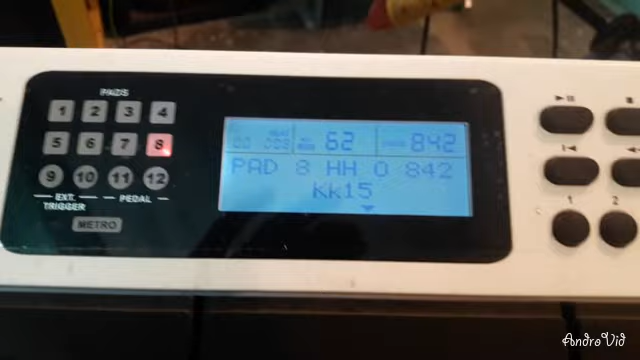 PADS
1 2 3 4
5 6 7 8
9 10 11 12
EXT. TRIGGER
PEDAL
METRO
62
842
PAD 8 HH O 842
Kk15
1 2
AndroVid